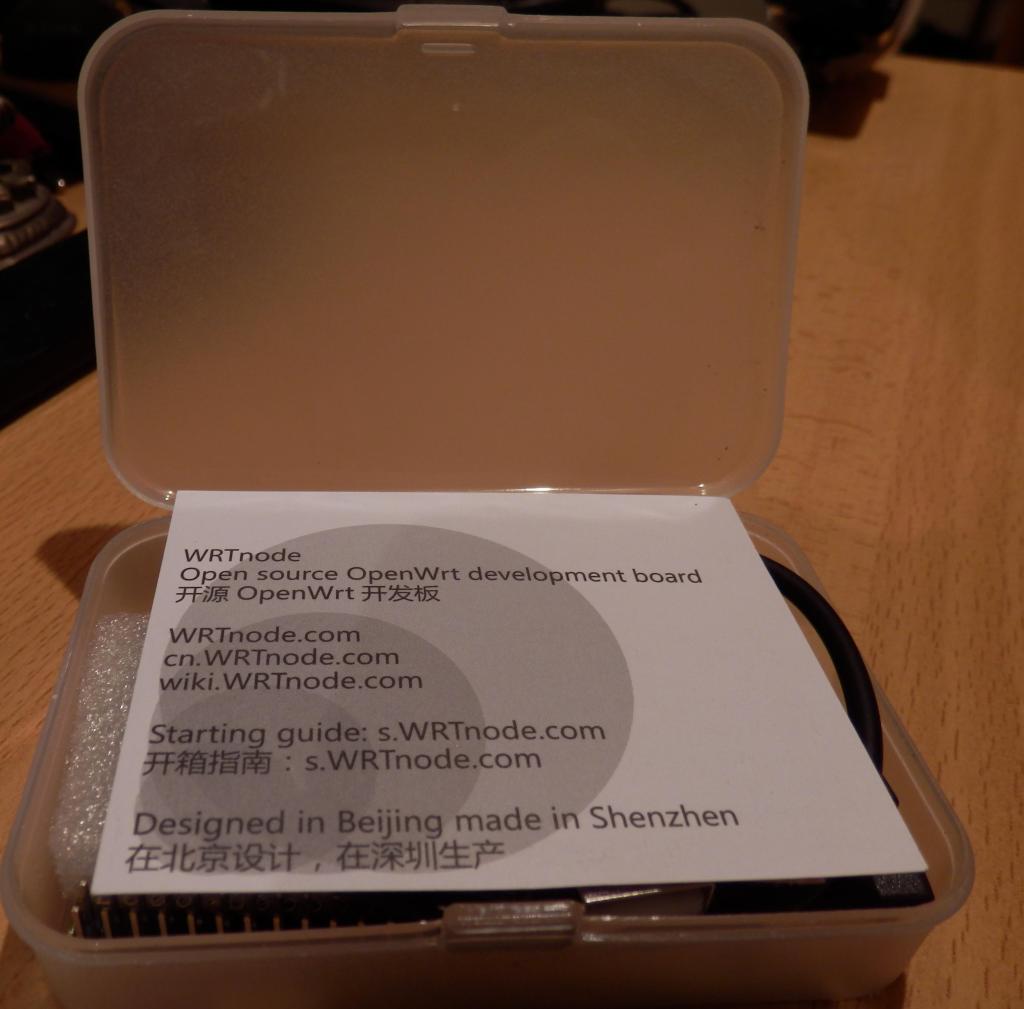 WRTnode
Open source OpenWrt development board
开源 OpenWrt 开发板
WRTnode.com
cn.WRTnode.com
wiki.WRTnode.com
Starting guide: s.WRTnode.com
开箱指南：s.WRTnode.com
Designed in Beijing made in Shenzhen
在北京设计，在深圳生产